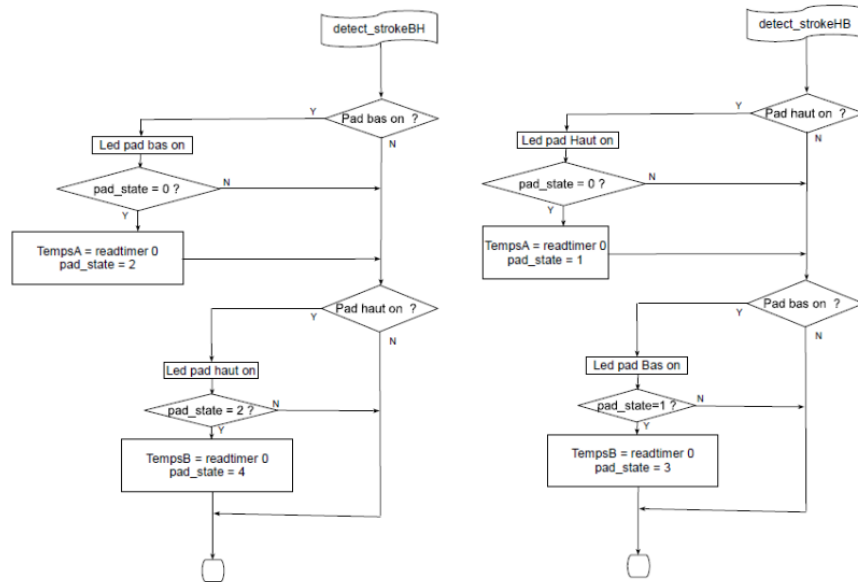 detect_strokeBH
Pad bas on ?
Y
N
Led pad bas on
pad_state = 0 ?
N
Y
TempsA = readtimer 0
pad_state = 2
Pad haut on ?
Y
N
Led pad haut on
pad_state = 2 ?
N
Y
TempsB = readtimer 0
pad_state = 4
detect_strokeHB
Pad haut on ?
Y
N
Led pad Haut on
pad_state = 0 ?
N
Y
TempsA = readtimer 0
pad_state = 1
Pad bas on ?
Y
N
Led pad Bas on
pad_state=1 ?
N
Y
TempsB = readtimer 0
pad_state = 3